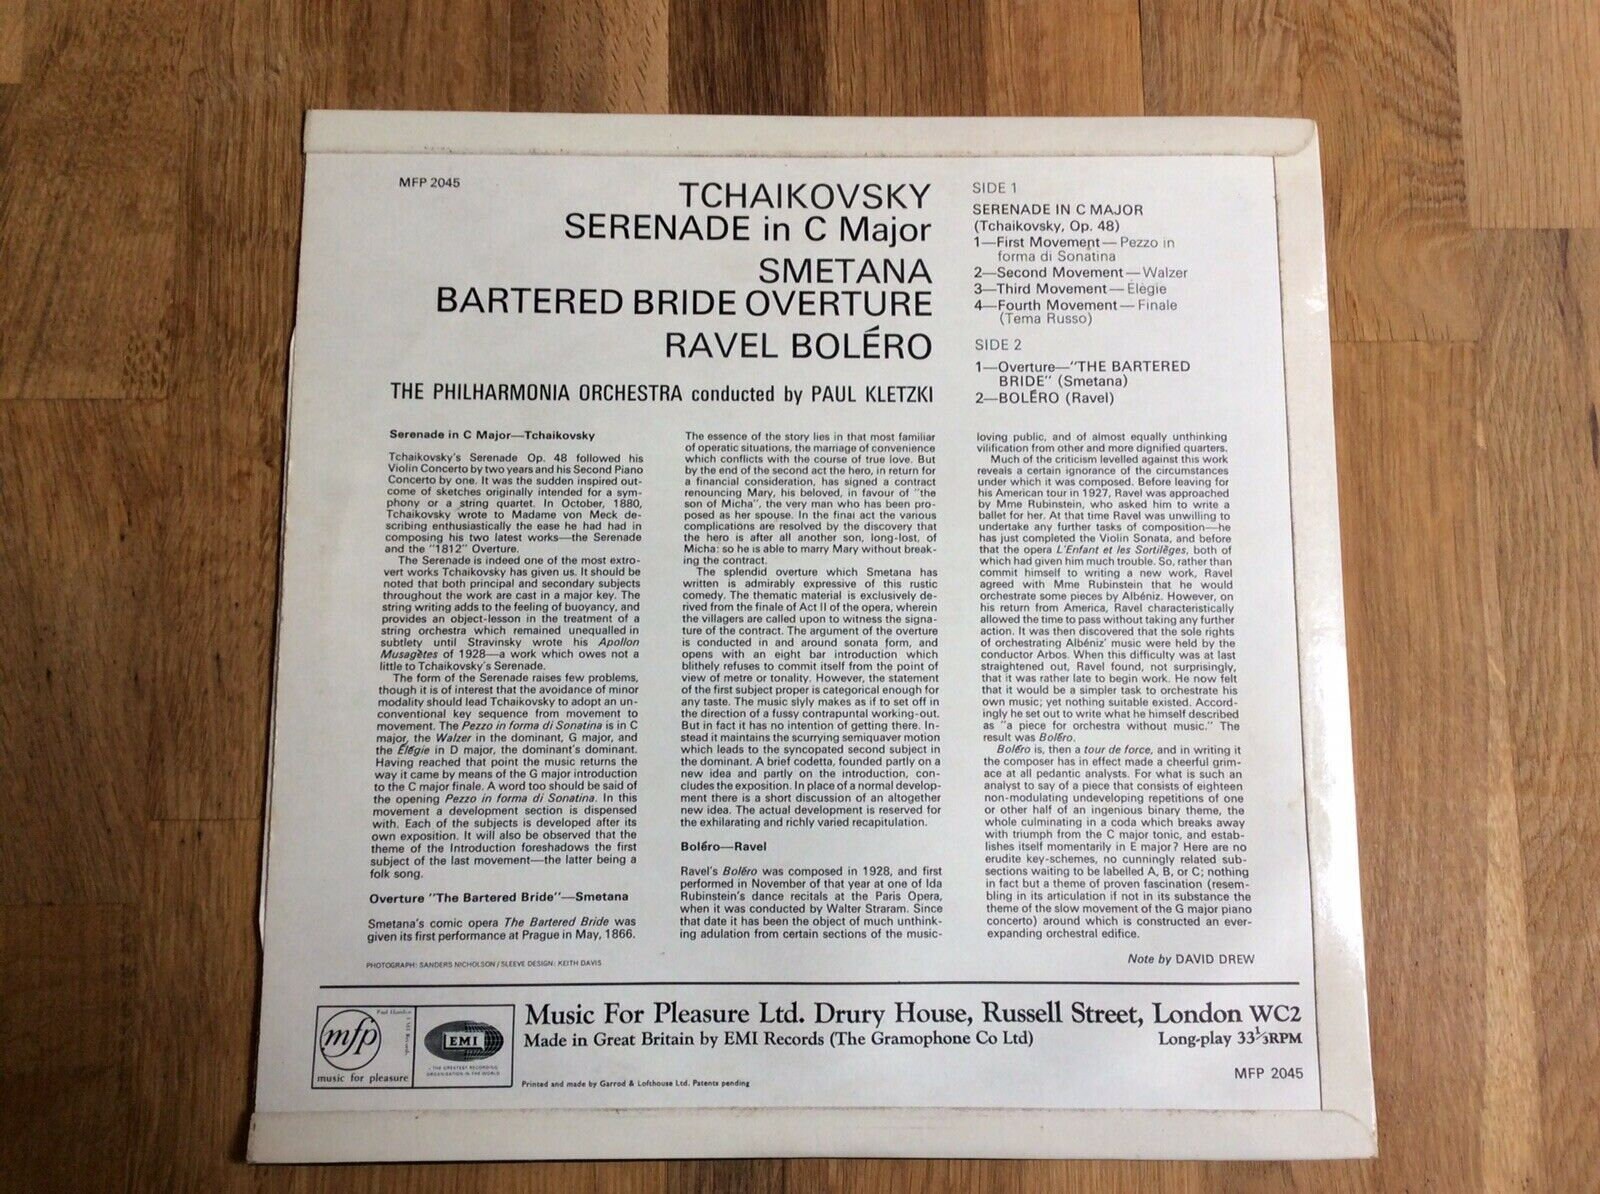 MFP 2045
TCHAIKOVSKY
SERENADE in C Major
SMETANA
BARTERED BRIDE OVERTURE
RAVEL BOLÉRO
THE PHILHARMONIA ORCHESTRA conducted by PAUL KLETZKI
SIDE 1
SERENADE IN C MAJOR
(Tchaikovsky, Op. 48)
1—First Movement—Pezzo in
forma di Sonatina
2—Second Movement—Walzer
3—Third Movement—Élégie
4—Fourth Movement—Finale
(Tema Russo)
SIDE 2
1—Overture—"THE BARTERED
BRIDE" (Smetana)
2—BOLÉRO (Ravel)
Serenade in C Major—Tchaikovsky
Tchaikovsky's Serenade Op. 48 followed his
Violin Concerto by two years and his Second Piano
Concerto by one. It was the sudden inspired out-
come of sketches originally intended for a sym-
phony or a string quartet. In October, 1880,
Tchaikovsky wrote to Madame von Meck de-
scribing enthusiastically the ease he had had in
composing his two latest works—the Serenade
and the "1812" Overture.
The Serenade is indeed one of the most extro-
vert works Tchaikovsky has given us. It should be
noted that both principal and secondary subjects
throughout the work are cast in a major key. The
string writing adds to the feeling of buoyancy, and
provides an object-lesson in the treatment of a
string orchestra which remained unequalled in
subtlety until Stravinsky wrote his Apollon
Musagètes of 1928—a work which owes not a
little to Tchaikovsky's Serenade.
The form of the Serenade raises few problems,
though it is of interest that the avoidance of minor
modality should lead Tchaikovsky to adopt an un-
conventional key sequence from movement to
movement. The Pezzo in forma di Sonatina is in C
major, the Walzer in the dominant, G major, and
the Élégie in D major, the dominant's dominant.
Having reached that point the music returns the
way it came by means of the G major introduction
to the C major finale. A word too should be said of
the opening Pezzo in forma di Sonatina. In this
movement a development section is dispensed
with. Each of the subjects is developed after its
own exposition. It will also be observed that the
theme of the Introduction foreshadows the first
subject of the last movement—the latter being a
folk song.
Overture "The Bartered Bride"—Smetana
Smetana's comic opera The Bartered Bride was
given its first performance at Prague in May, 1866.
The essence of the story lies in that most familiar
of operatic situations, the marriage of convenience
which conflicts with the course of true love. But
by the end of the second act the hero, in return for
a financial consideration, has signed a contract
renouncing Mary, his beloved, in favour of "the
son of Micha", the very man who has been pro-
posed as her spouse. In the final act the various
complications are resolved by the discovery that
the hero is after all another son, long-lost, of
Micha; so he is able to marry Mary without break-
ing the contract.
The splendid overture which Smetana has
written is admirably expressive of this rustic
comedy. The thematic material is exclusively de-
rived from the finale of Act II of the opera, wherein
the villagers are called upon to witness the signa-
ture of the contract. The argument of the overture
is conducted in and around sonata form, and
opens with an eight bar introduction which
blithely refuses to commit itself from the point of
view of metre or tonality. However, the statement
of the first subject proper is categorical enough for
any taste. The music slyly makes as if to set off in
the direction of a fussy contrapuntal working-out.
But in fact it has no intention of getting there. In-
stead it maintains the scurrying semiquaver motion
which leads to the syncopated second subject in
the dominant. A brief codetta, founded partly on a
new idea and partly on the introduction, con-
cludes the exposition. In place of a normal develop-
ment there is a short discussion of an altogether
new idea. The actual development is reserved for
the exhilarating and richly varied recapitulation.
Boléro—Ravel
Ravel's Boléro was composed in 1928, and first
performed in November of that year at one of Ida
Rubinstein's dance recitals at the Paris Opera,
when it was conducted by Walter Straram. Since
that date it has been the object of much unthink-
ing adulation from certain sections of the music-
loving public, and of almost equally unthinking
vilification from other and more dignified quarters.
Much of the criticism levelled against this work
reveals a certain ignorance of the circumstances
under which it was composed. Before leaving for
his American tour in 1927, Ravel was approached
by Mme Rubinstein, who asked him to write a
ballet for her. At that time Ravel was unwilling to
undertake any further tasks of composition—he
has just completed the Violin Sonata, and before
that the opera L'Enfant et les Sortilèges, both of
which had given him much trouble. So, rather than
commit himself to writing a new work, Ravel
agreed with Mme Rubinstein that he would
orchestrate some pieces by Albéniz. However, on
his return from America, Ravel characteristically
allowed the time to pass without taking any further
action. It was then discovered that the sole rights
of orchestrating Albéniz' music were held by the
conductor Arbos. When this difficulty was at last
straightened out, Ravel found, not surprisingly,
that it was rather late to begin work. He now felt
that it would be a simpler task to orchestrate his
own music; yet nothing suitable existed. Accord-
ingly he set out to write what he himself described
as "a piece for orchestra without music." The
result was Boléro.
Boléro is, then a tour de force, and in writing it
the composer has in effect made a cheerful grim-
ace at all pedantic analysts. For what is such an
analyst to say of a piece that consists of eighteen
non-modulating undeveloping repetitions of one
or other half of an ingenious binary theme, the
whole culminating in a coda which breaks away
with triumph from the C major tonic, and estab-
lishes itself momentarily in E major? Here are no
erudite key-schemes, no cunningly related sub-
sections waiting to be labelled A, B, or C; nothing
in fact but a theme of proven fascination (resem-
bling in its articulation if not in its substance the
theme of the slow movement of the G major piano
concerto) around which is constructed an ever-
expanding orchestral edifice.
Note by DAVID DREW
PHOTOGRAPH: SANDERS NICHOLSON/SLEEVE DESIGN: KEITH DAVIS
mfp
music for pleasure
EMI
THE GREATEST RECORDING
ORGANISATION IN THE WORLD
Music For Pleasure Ltd. Drury House, Russell Street, London WC2
Made in Great Britain by EMI Records (The Gramophone Co Ltd)
Long-play 33⅓RPM
Printed and made by Garrod & Lofthouse Ltd. Patents pending
MFP 2045